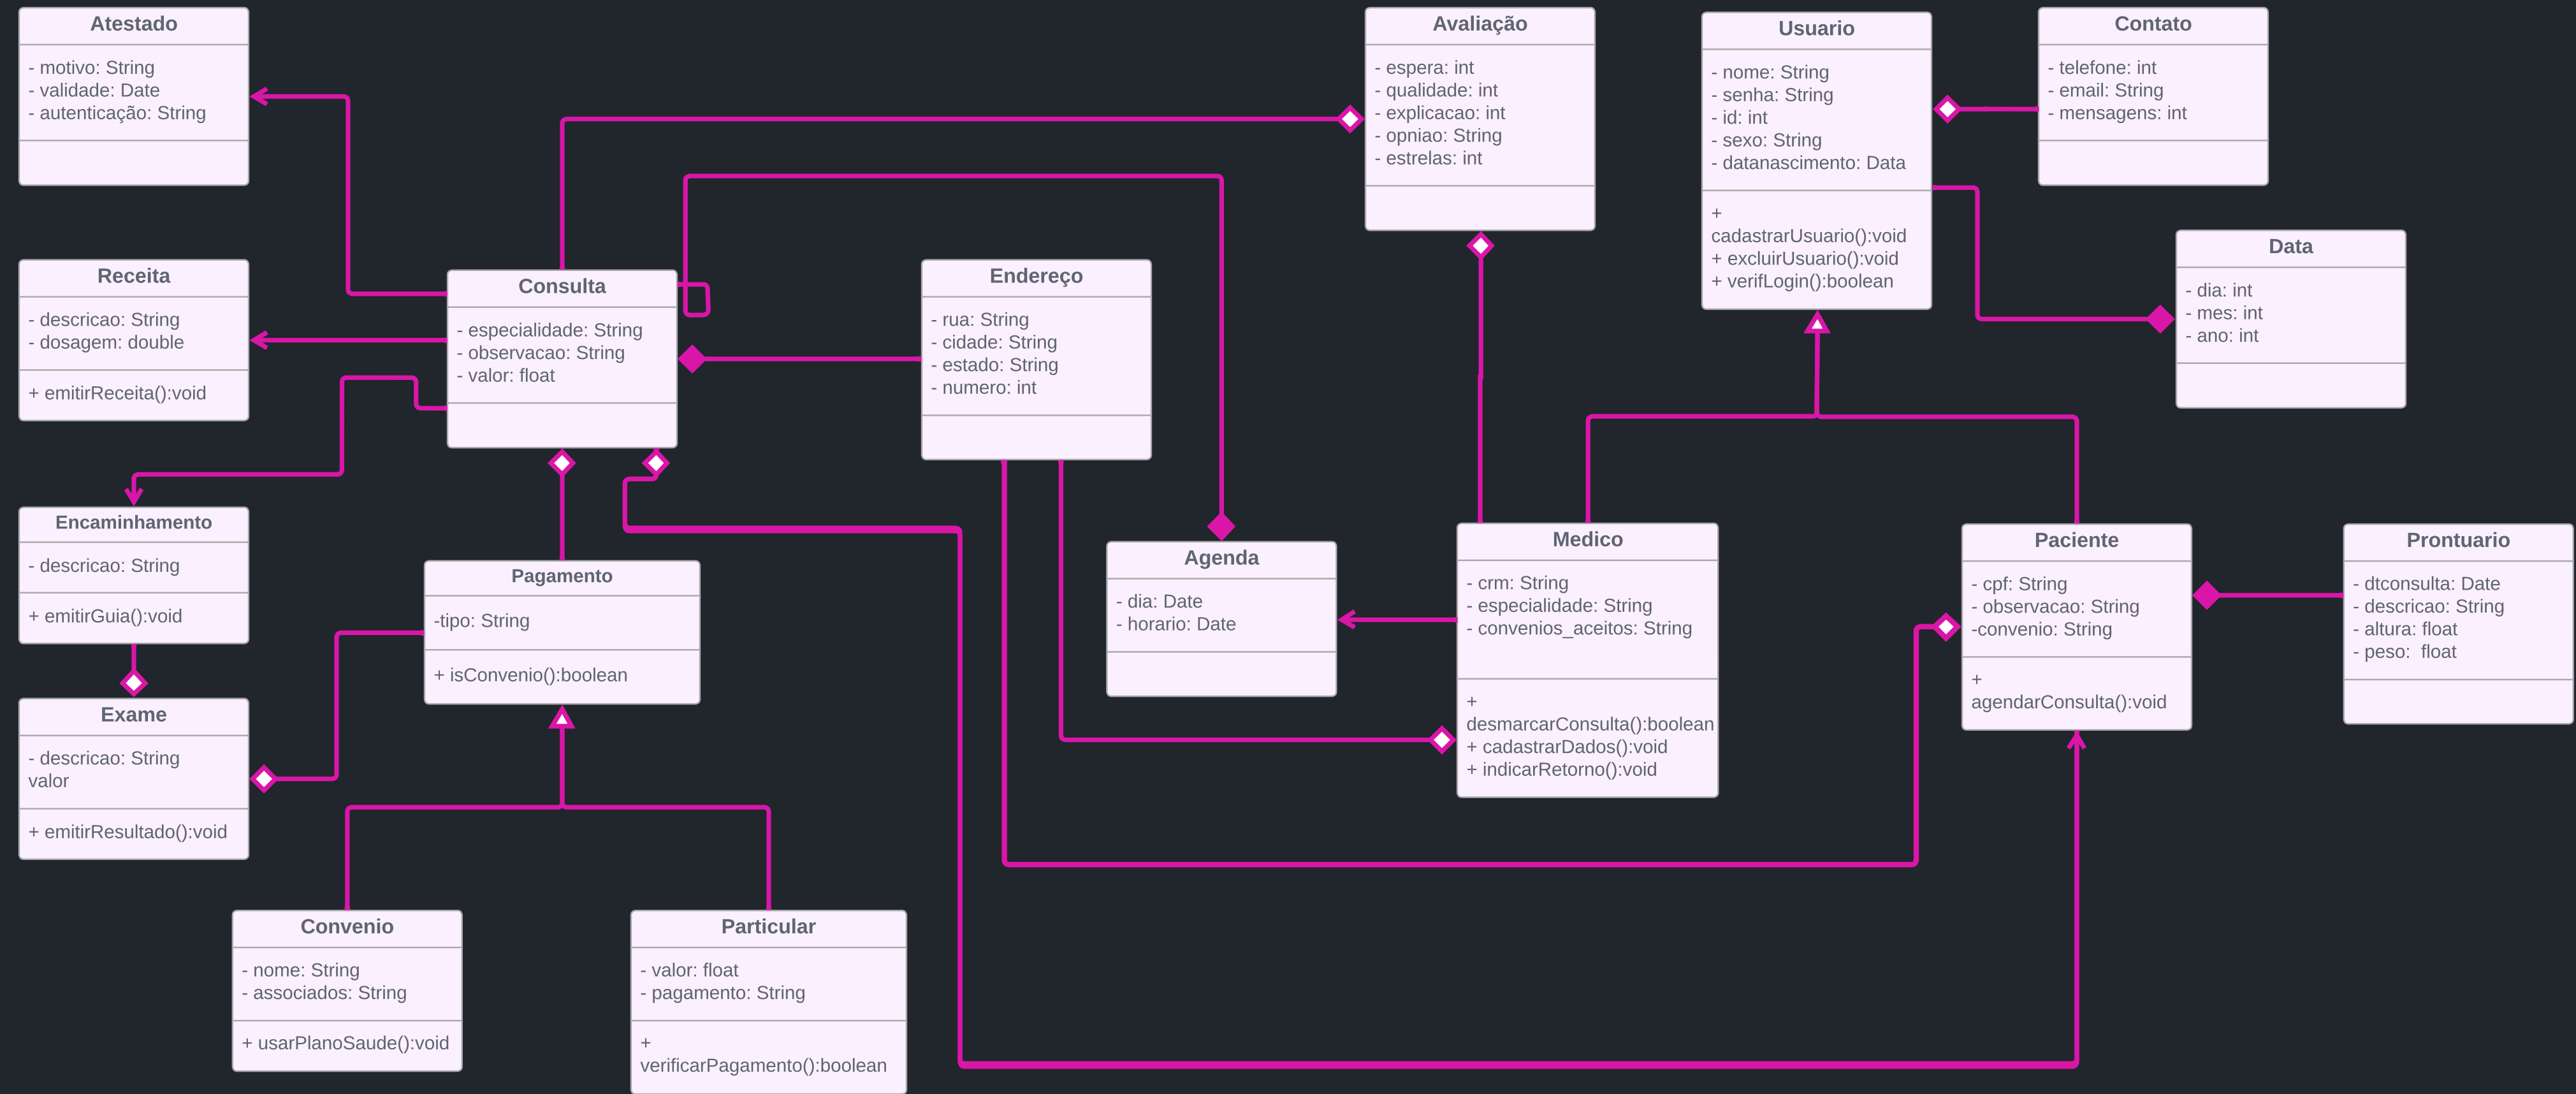 Atestado
- motivo: String
- validade: Date
- autenticação: String
Avaliação
- espera: int
- qualidade: int
- explicacao: int
- opniao: String
- estrelas: int
Usuario
- nome: String
- senha: String
- id: int
- sexo: String
- datanascimento: Data
+
cadastrarUsuario():void
+ excluirUsuario():void
+ verifLogin():boolean
Contato
- telefone: int
- email: String
- mensagens: int
Data
- dia: int
- mes: int
- ano: int
Receita
- descricao: String
- dosagem: double
+ emitirReceita():void
Consulta
- especialidade: String
- observacao: String
- valor: float
Endereço
- rua: String
- cidade: String
- estado: String
- numero: int
Encaminhamento
- descricao: String
+ emitirGuia():void
Pagamento
-tipo: String
+ isConvenio():boolean
Agenda
- dia: Date
- horario: Date
Medico
- crm: String
- especialidade: String
- convenios_aceitos: String
+
desmarcarConsulta():boolean
+ cadastrarDados():void
+ indicarRetorno():void
Paciente
- cpf: String
- observacao: String
-convenio: String
+
agendarConsulta():void
Prontuario
- dtconsulta: Date
- descricao: String
- altura: float
- peso:  float
Exame
- descricao: String
valor
+ emitirResultado():void
Convenio
- nome: String
- associados: String
+ usarPlanoSaude():void
Particular
- valor: float
- pagamento: String
+
verificarPagamento():boolean